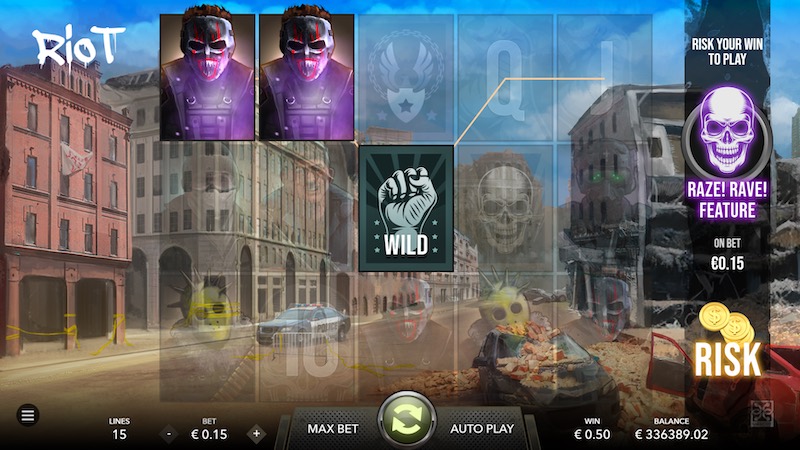 RioT
Q
J
WILD
10
RISK YOUR WIN
TO PLAY
RAZE! RAVE!
FEATURE
ON BET
€0.15
RISK
LINES
15
BET
- € 0.15 +
MAX BET
AUTO PLAY
WIN
€ 0.50
BALANCE
€ 336389.02